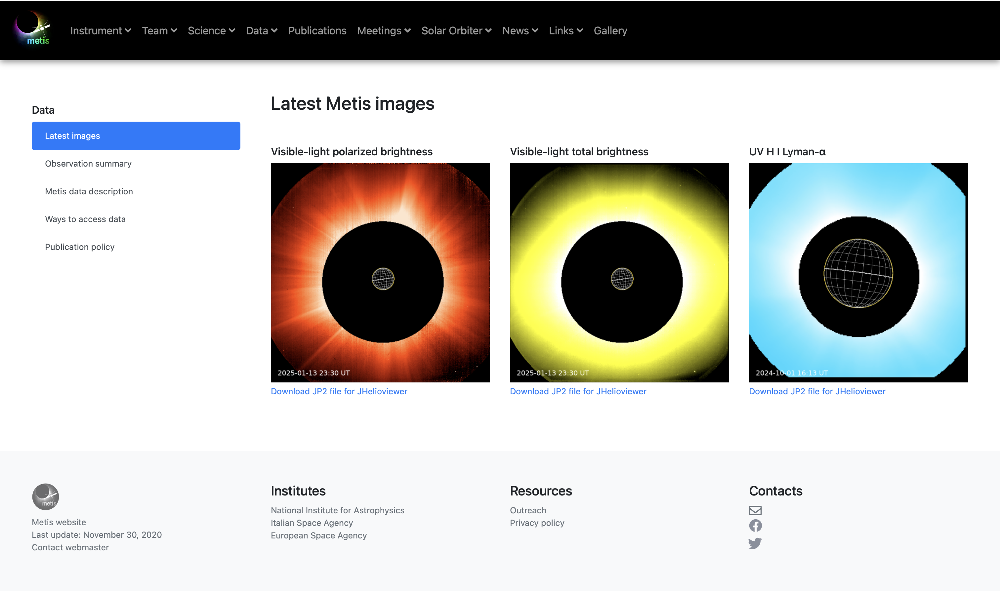 metis
Instrument Team Science Data Publications Meetings Solar Orbiter News Links Gallery
Data
Latest images
Observation summary
Metis data description
Ways to access data
Publication policy
Latest Metis images
Visible-light polarized brightness
2025-01-13 23:30 UT
Download JP2 file for JHelioviewer
Visible-light total brightness
2025-01-13 23:30 UT
Download JP2 file for JHelioviewer
UV H I Lyman-α
2024-10-01 16:13 UT
Download JP2 file for JHelioviewer
metis
Metis website
Last update: November 30, 2020
Contact webmaster
Institutes
National Institute for Astrophysics
Italian Space Agency
European Space Agency
Resources
Outreach
Privacy policy
Contacts